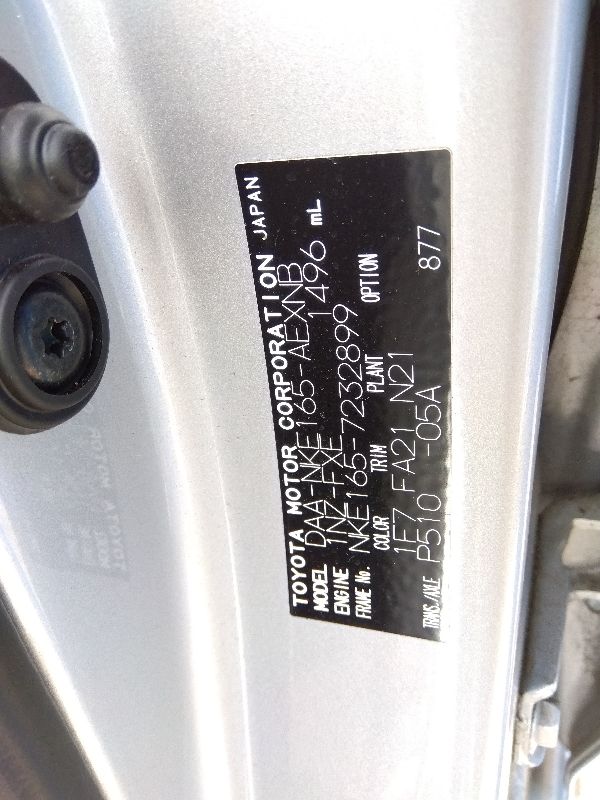 TOYOTA MOTOR CORPORATION JAPAN
MODEL DAA-NKE165-AEXNB
ENGINE 1NZ-FXE 1496 mL
FRAME No. NKE165-7232899
COLOR TRIM PLANT OPTION
1F7 FA21 N21
TRANS./AXLE P510 -05A 877